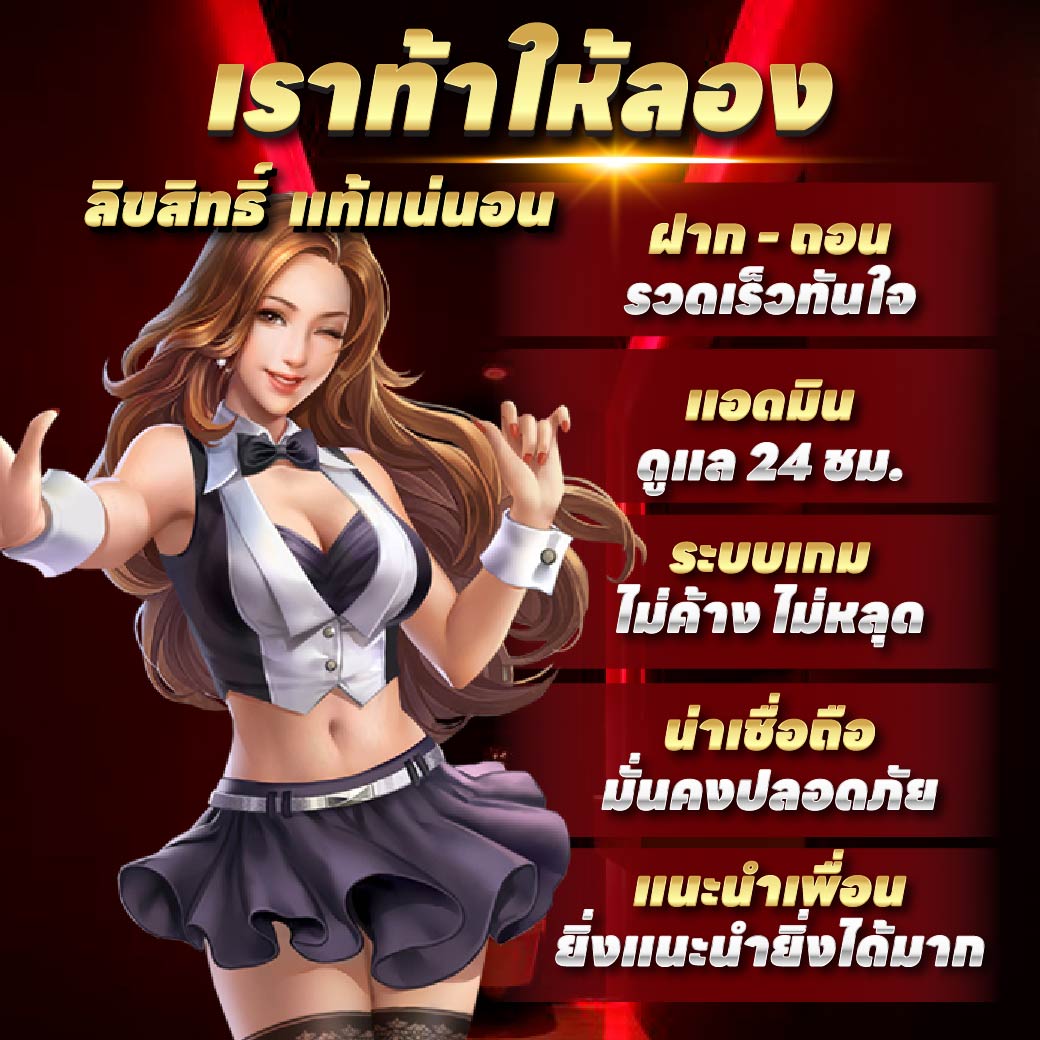 เราท้าให้ลอง
ลิขสิทธิ์ แท้แน่นอน
ฝาก - ถอน
รวดเร็วทันใจ
แอดมิน
ดูแล 24 ชม.
ระบบเกม
ไม่ค้าง ไม่หลุด
น่าเชื่อถือ
มั่นคงปลอดภัย
แนะนำเพื่อน
ยิ่งแนะนำยิ่งได้มาก